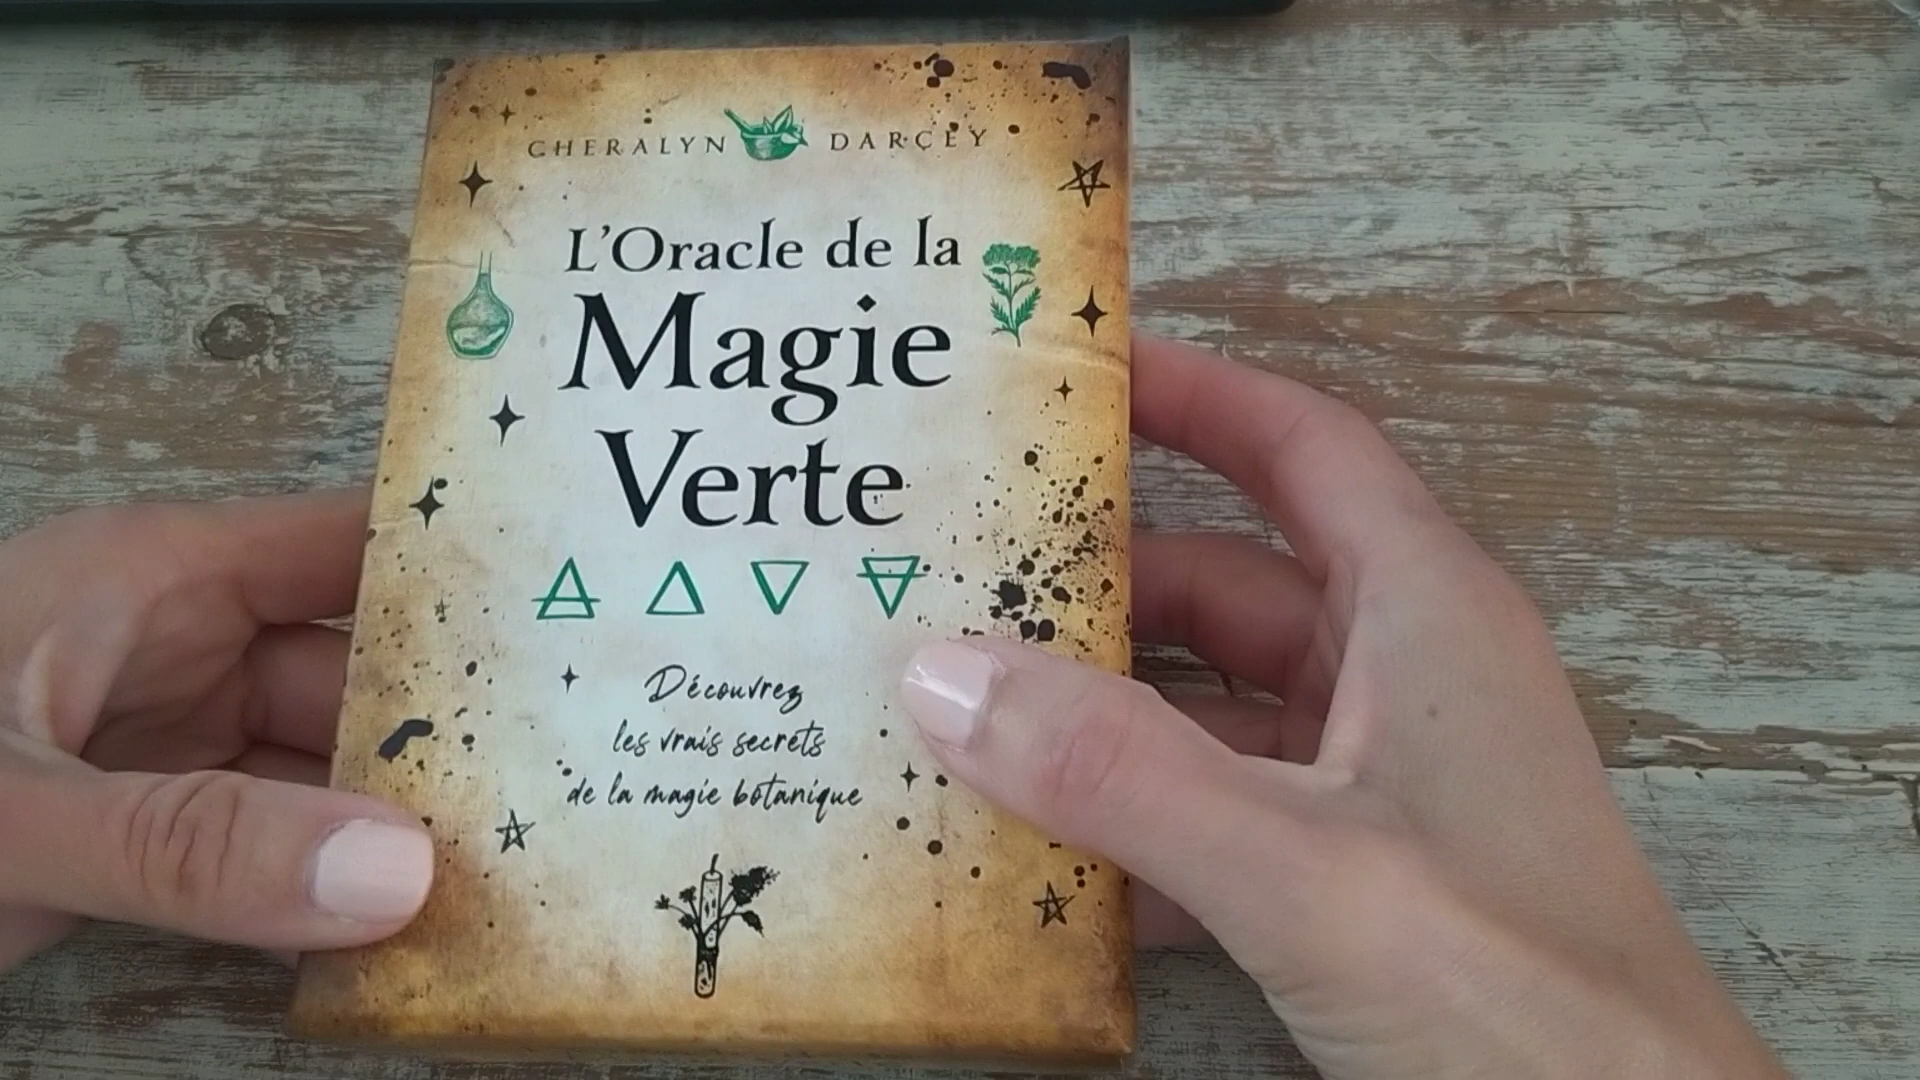 CHERALYN DARCEY
L'Oracle de la
Magie
Verte
Découvrez
les vrais secrets
de la magie botanique